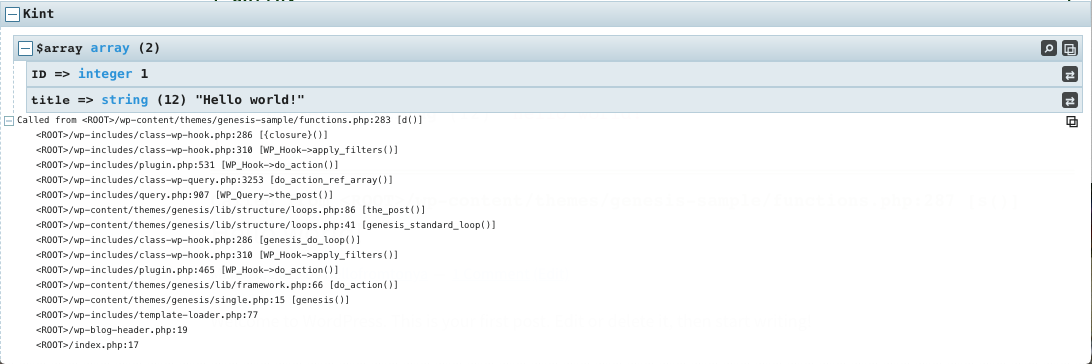 Kint
$array array (2)
ID => integer 1
title => string (12) "Hello world!"
Called from <ROOT>/wp-content/themes/genesis-sample/functions.php:283 [d()]
<ROOT>/wp-includes/class-wp-hook.php:286 [{closure}()]
<ROOT>/wp-includes/class-wp-hook.php:310 [WP_Hook->apply_filters()]
<ROOT>/wp-includes/plugin.php:531 [WP_Hook->do_action()]
<ROOT>/wp-includes/class-wp-query.php:3253 [do_action_ref_array()]
<ROOT>/wp-includes/query.php:907 [WP_Query->the_post()]
<ROOT>/wp-content/themes/genesis/lib/structure/loops.php:86 [the_post()]
<ROOT>/wp-content/themes/genesis/lib/structure/loops.php:41 [genesis_standard_loop()]
<ROOT>/wp-includes/class-wp-hook.php:286 [genesis_do_loop()]
<ROOT>/wp-includes/class-wp-hook.php:310 [WP_Hook->apply_filters()]
<ROOT>/wp-includes/plugin.php:465 [WP_Hook->do_action()]
<ROOT>/wp-content/themes/genesis/lib/framework.php:66 [do_action()]
<ROOT>/wp-content/themes/genesis/single.php:15 [genesis()]
<ROOT>/wp-includes/template-loader.php:77
<ROOT>/wp-blog-header.php:19
<ROOT>/index.php:17